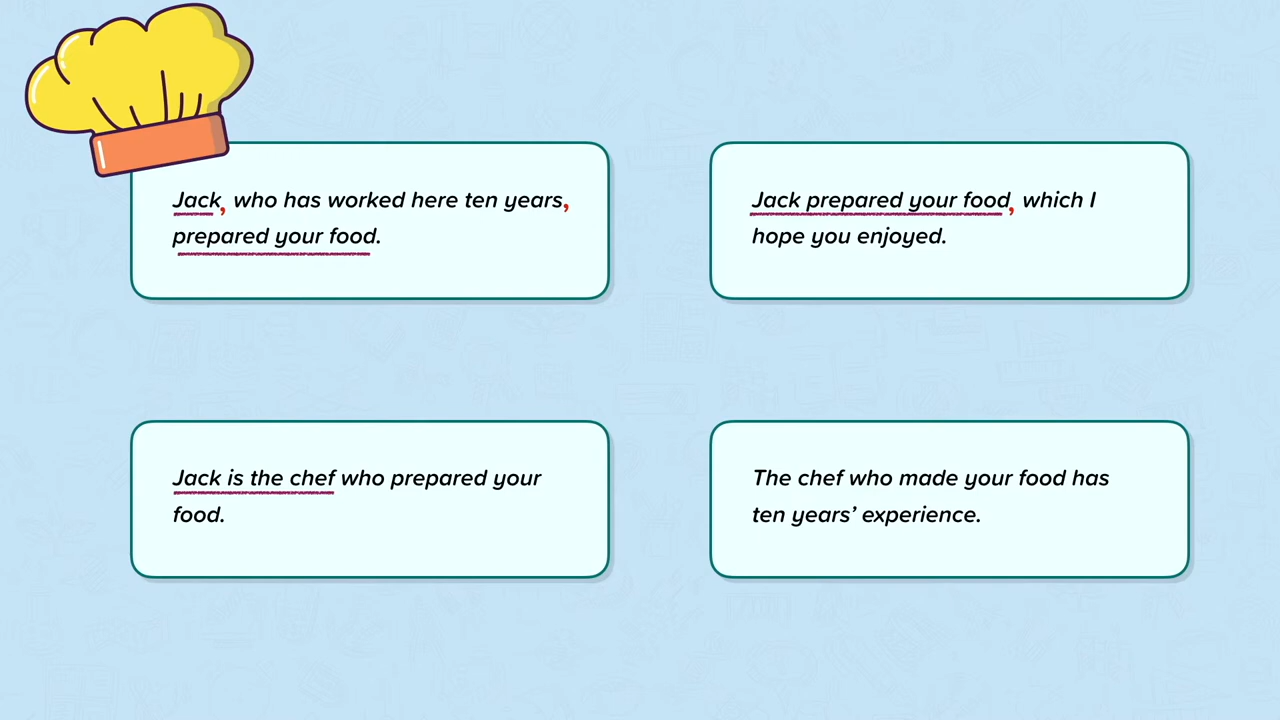 Jack, who has worked here ten years,
prepared your food.
Jack prepared your food, which I
hope you enjoyed.
Jack is the chef who prepared your
food.
The chef who made your food has
ten years’ experience.